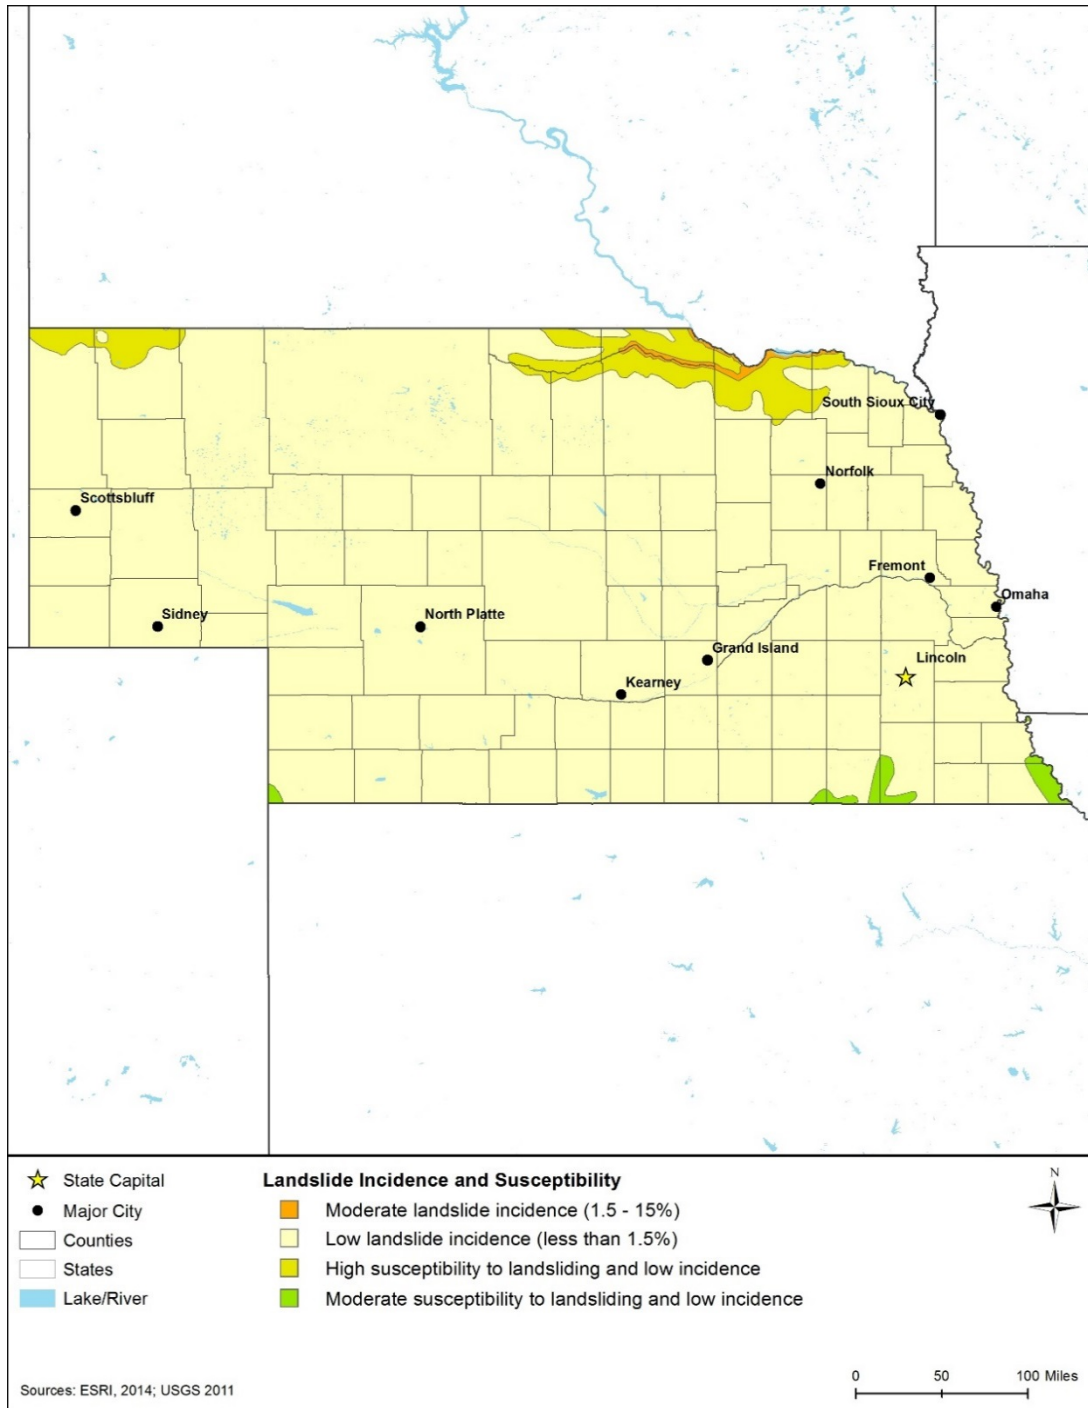 South Sioux City
Norfolk
Scottsbluff
Fremont
Omaha
Sidney
North Platte
Grand Island
Lincoln
Kearney
State Capital
Major City
Counties
States
Lake/River
Landslide Incidence and Susceptibility
Moderate landslide incidence (1.5 - 15%)
Low landslide incidence (less than 1.5%)
High susceptibility to landsliding and low incidence
Moderate susceptibility to landsliding and low incidence
N
Sources: ESRI, 2014; USGS 2011
0 50 100 Miles